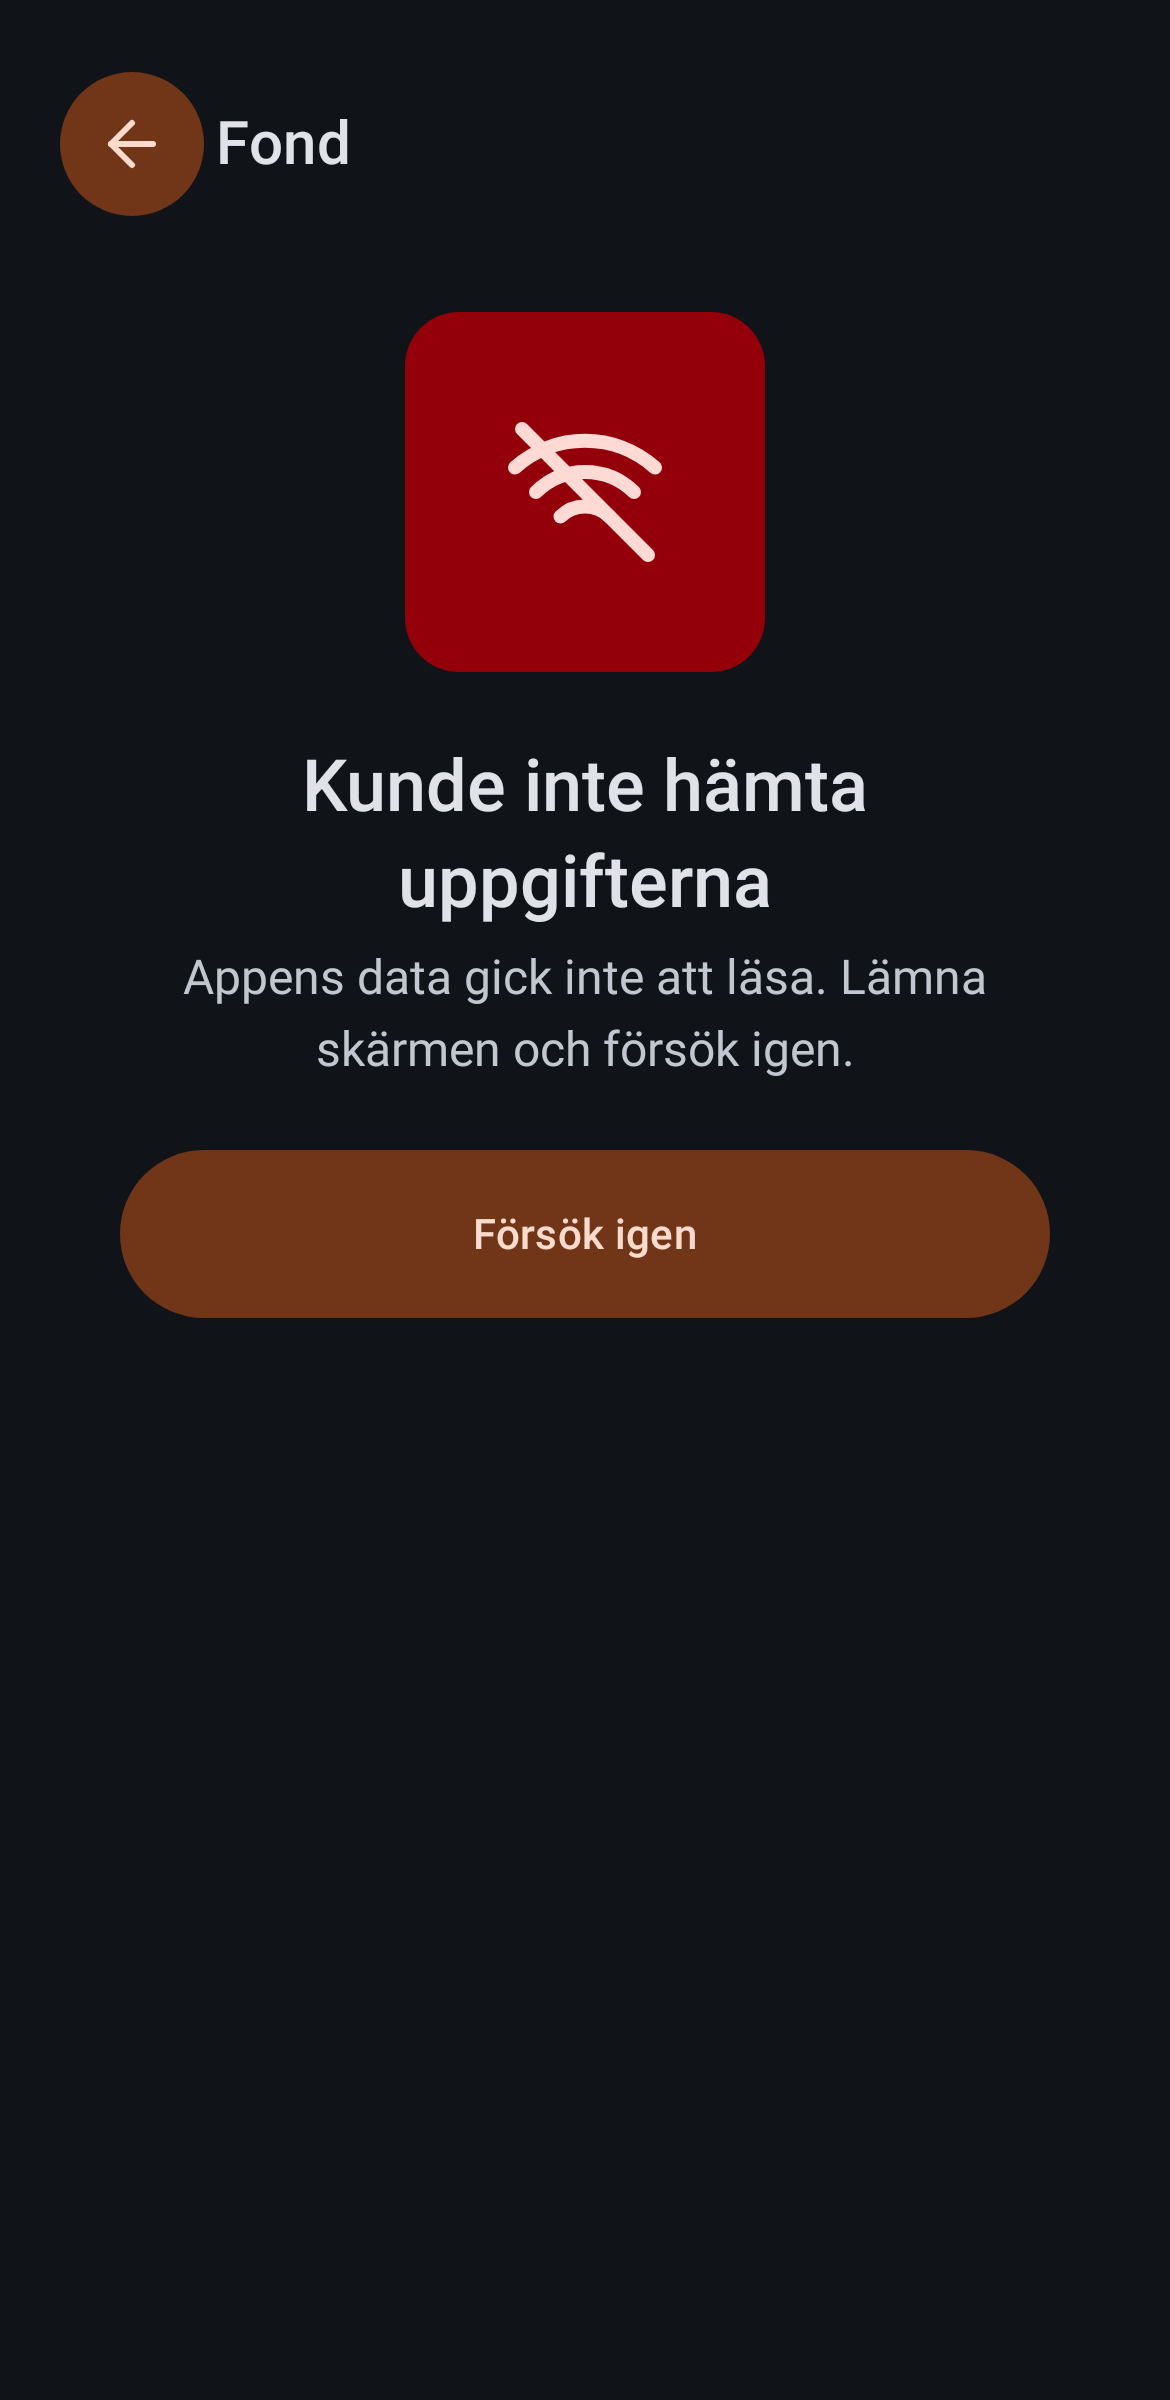 Fond
Kunde inte hämta
uppgifterna
Appens data gick inte att läsa. Lämna
skärmen och försök igen.
Försök igen